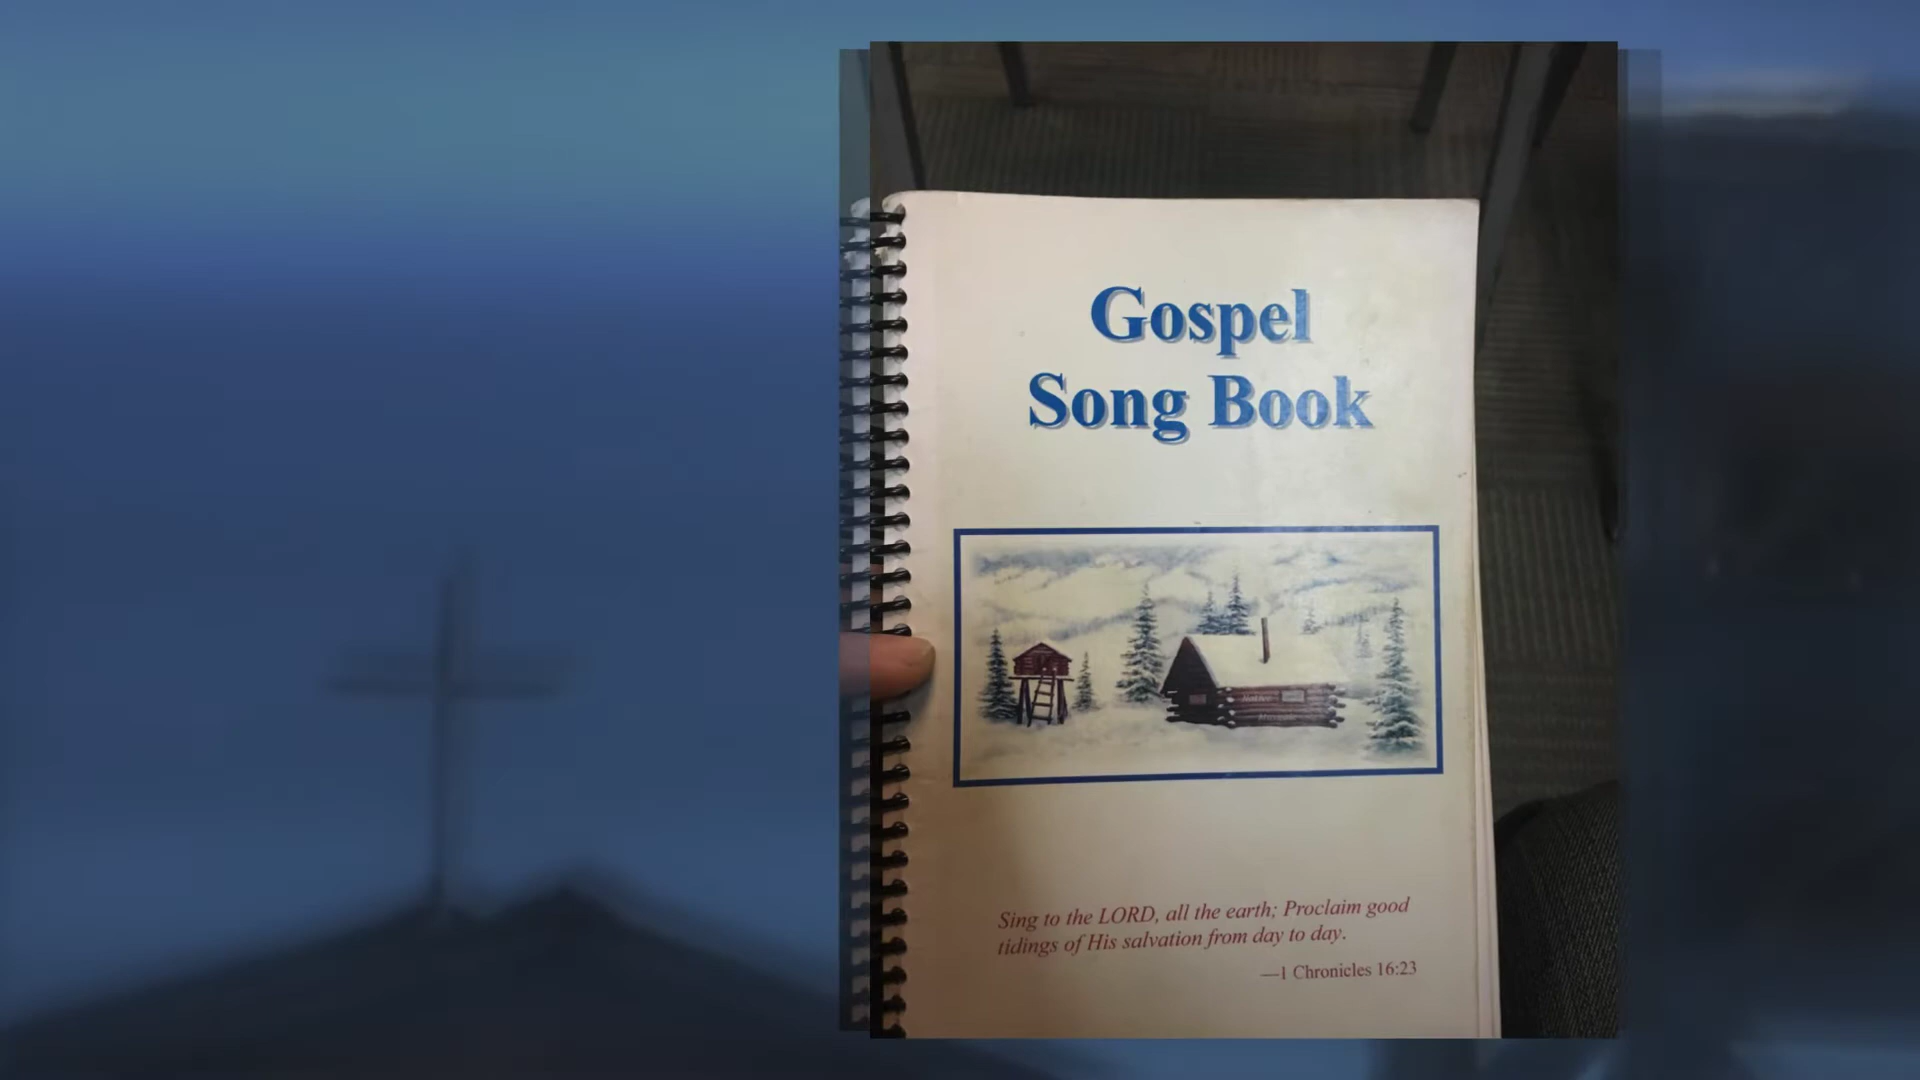 Gospel
Song Book
Sing to the LORD, all the earth; Proclaim good
tidings of His salvation from day to day.
—1 Chronicles 16:23